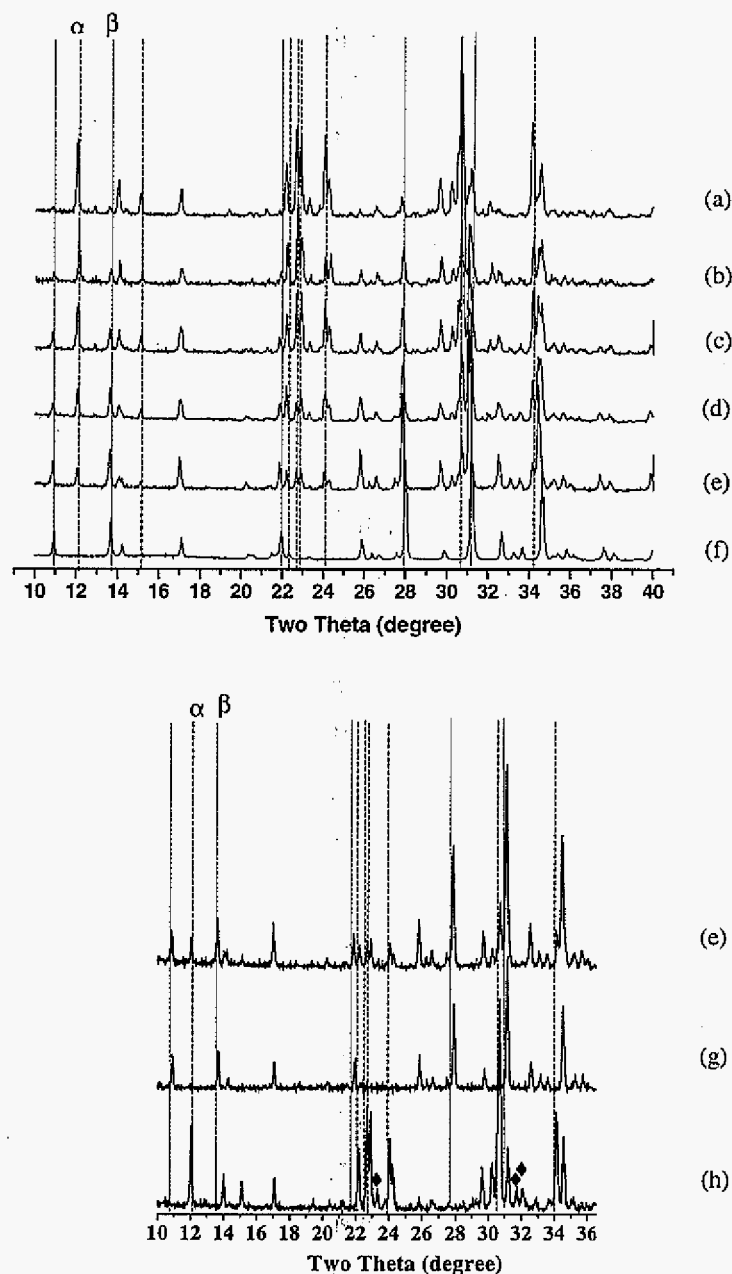 α β
(a)
(b)
(c)
(d)
(e)
(f)
10 12 14 16 18 20 22 24 26 28 30 32 34 36 38 40
Two Theta (degree)
α β
(e)
(g)
(h)
10 12 14 16 18 20 22 24 26 28 30 32 34 36
Two Theta (degree)